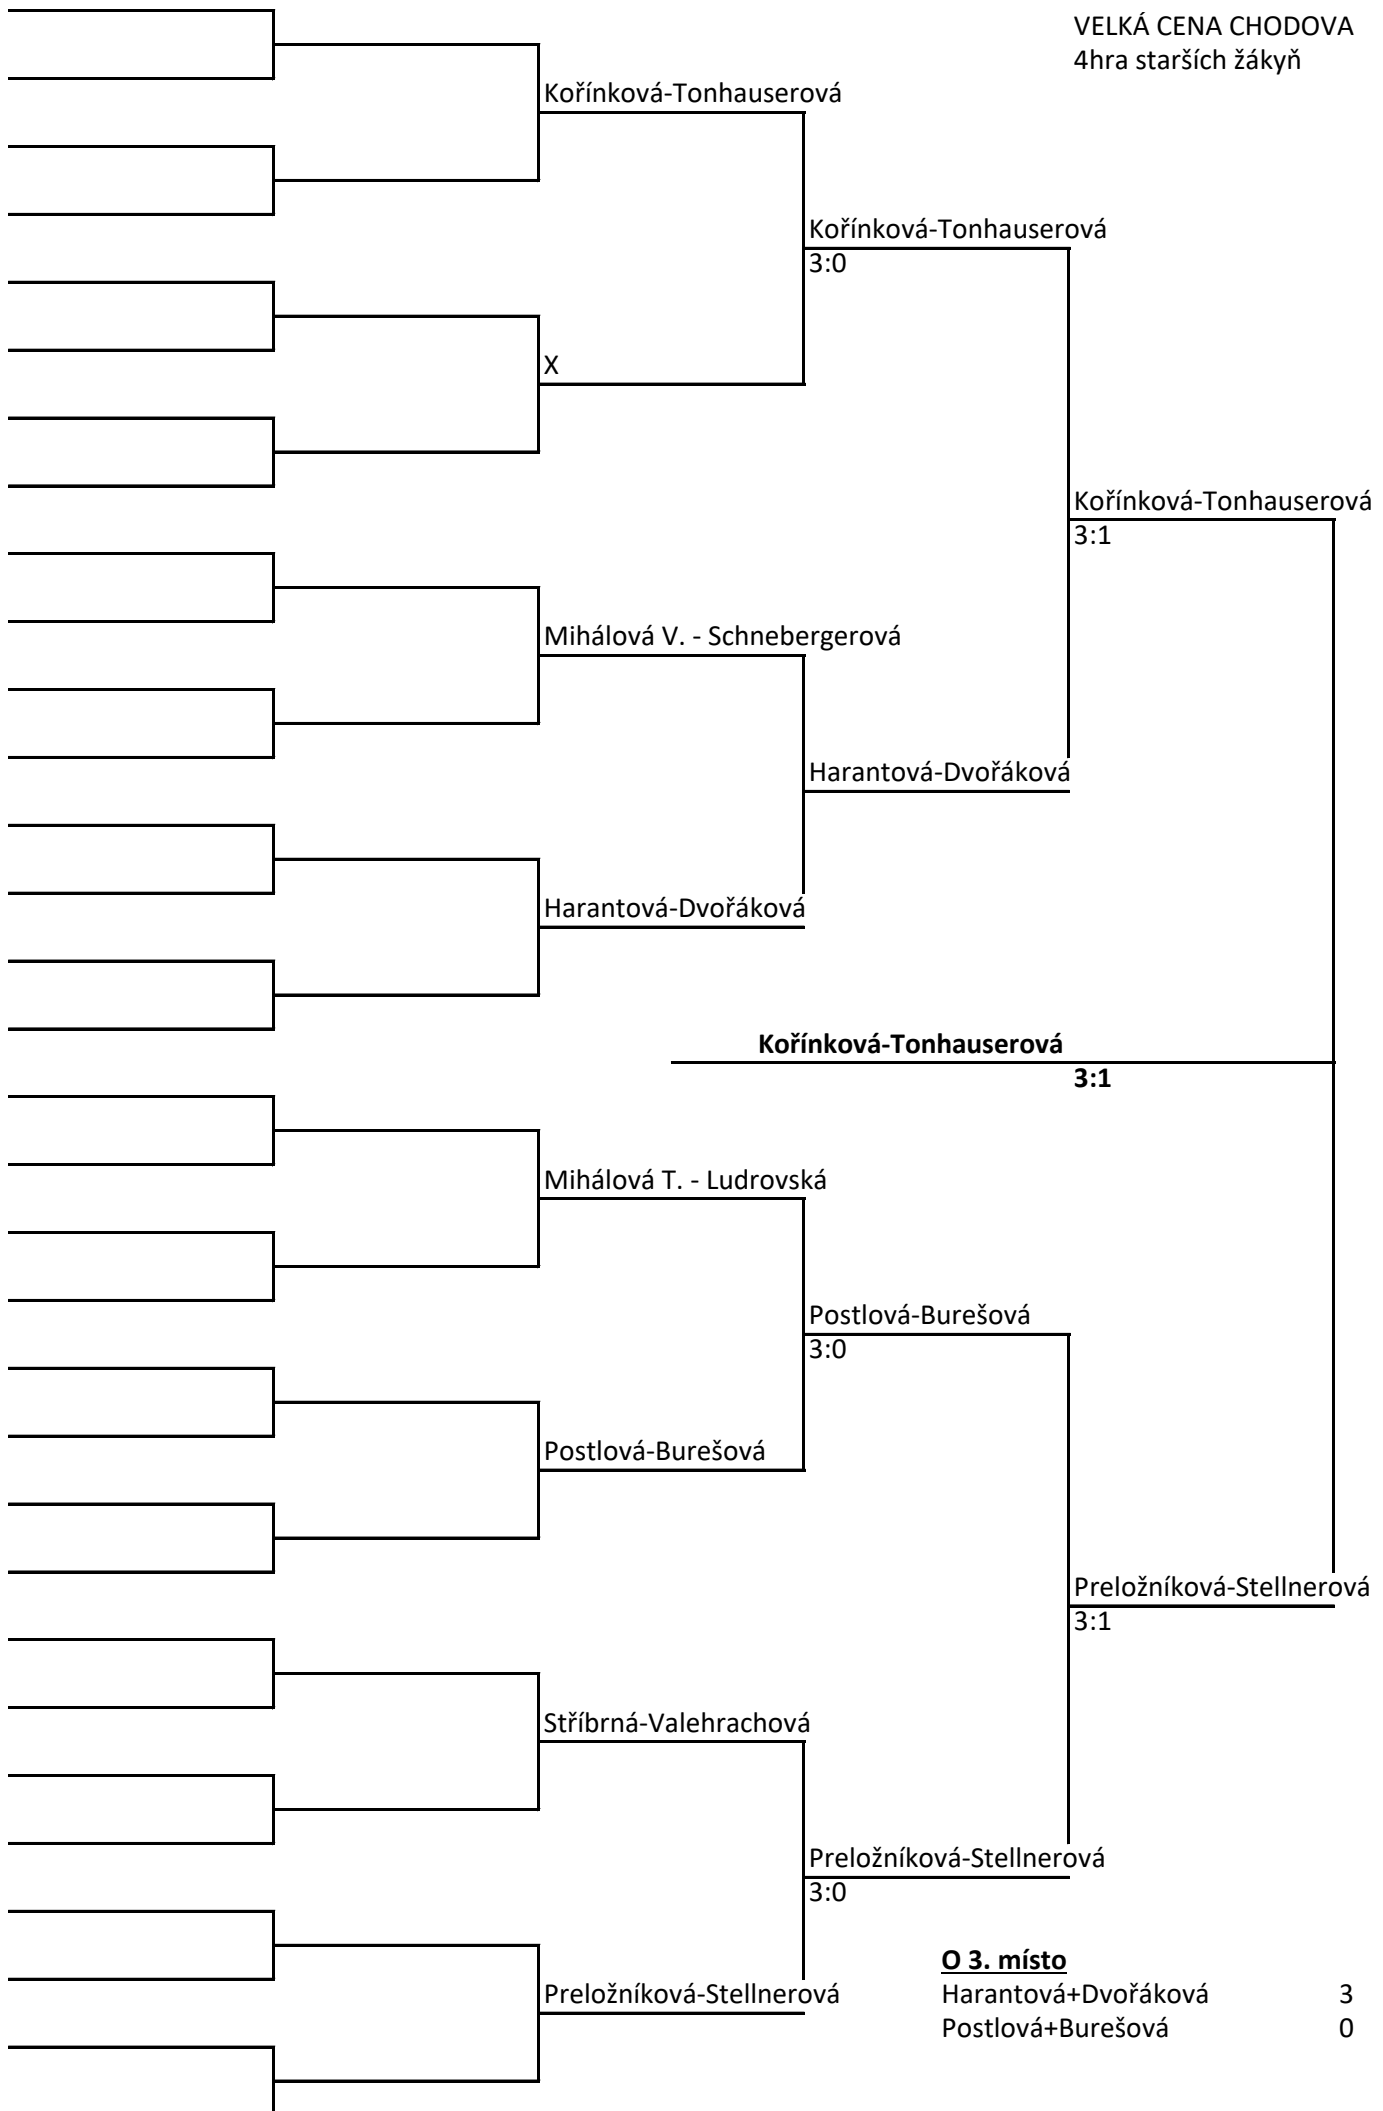 VELKÁ CENA CHODOVA
4hra starších žákyň
Kořínková-Tonhauserová
Kořínková-Tonhauserová
3:0
X
Kořínková-Tonhauserová
3:1
Mihálová V. - Schnebergerová
Harantová-Dvořáková
Harantová-Dvořáková
Kořínková-Tonhauserová
3:1
Mihálová T. - Ludrovská
Postlová-Burešová
3:0
Postlová-Burešová
Preložníková-Stellnerová
3:1
Stříbrná-Valehrachová
Preložníková-Stellnerová
3:0
Preložníková-Stellnerová
O 3. místo
Harantová+Dvořáková 3
Postlová+Burešová 0